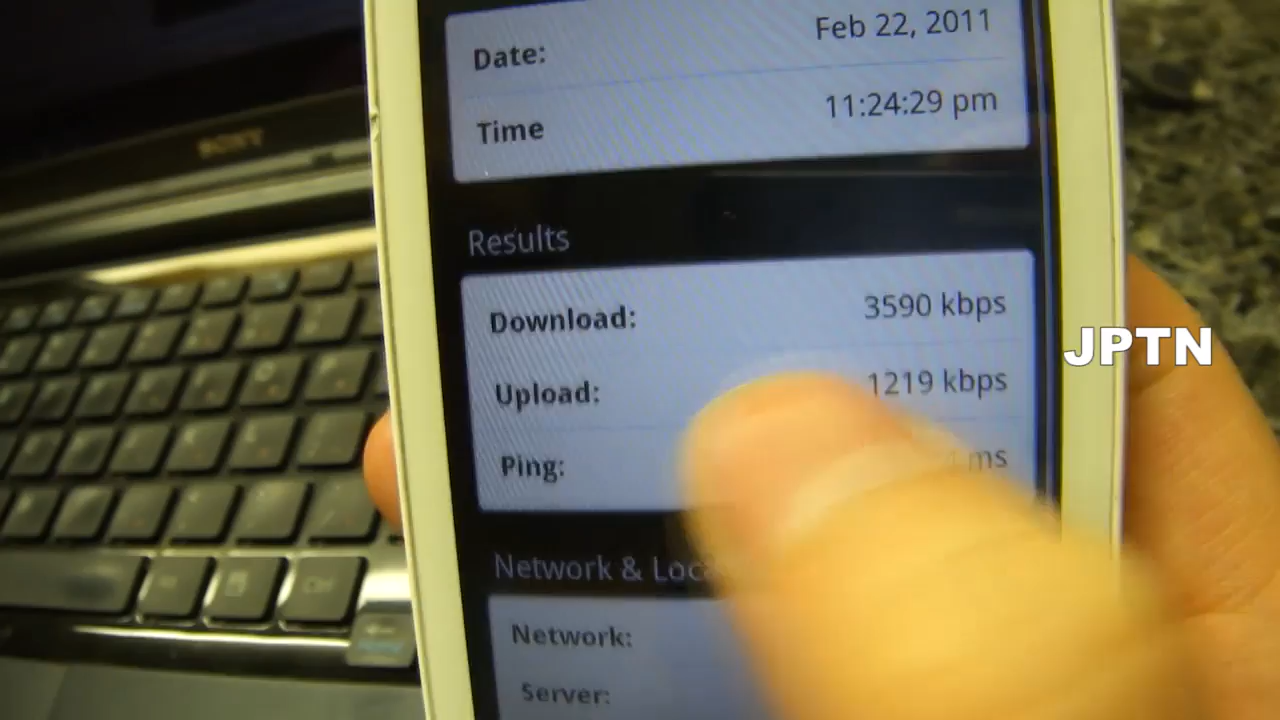 SONY
Date: Feb 22, 2011
Time 11:24:29 pm
Results
Download: 3590 kbps
JPTN
Upload: 1219 kbps
Ping: ms
Network &
Network:
Server:
Ctrl